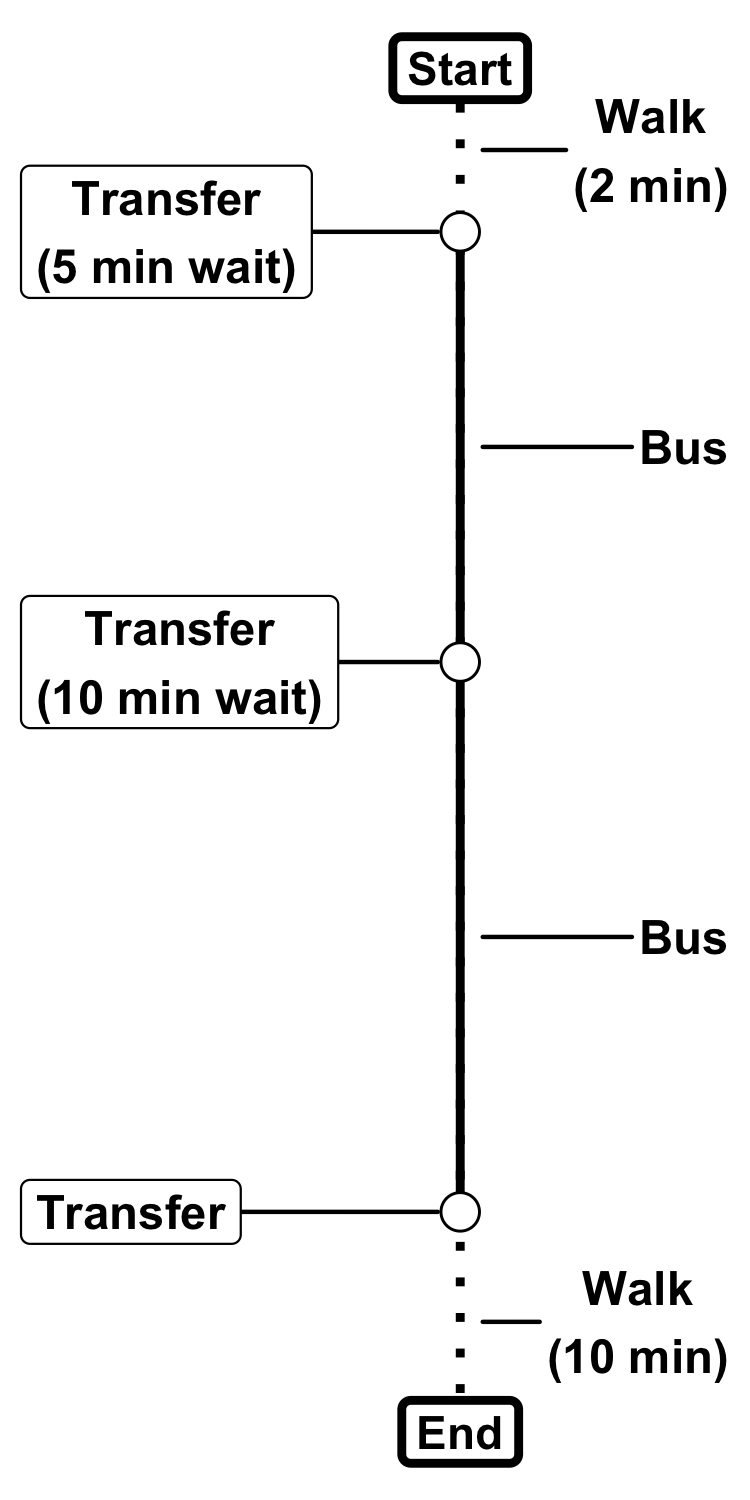 Start
Walk
(2 min)
Transfer
(5 min wait)
Bus
Transfer
(10 min wait)
Bus
Transfer
Walk
(10 min)
End